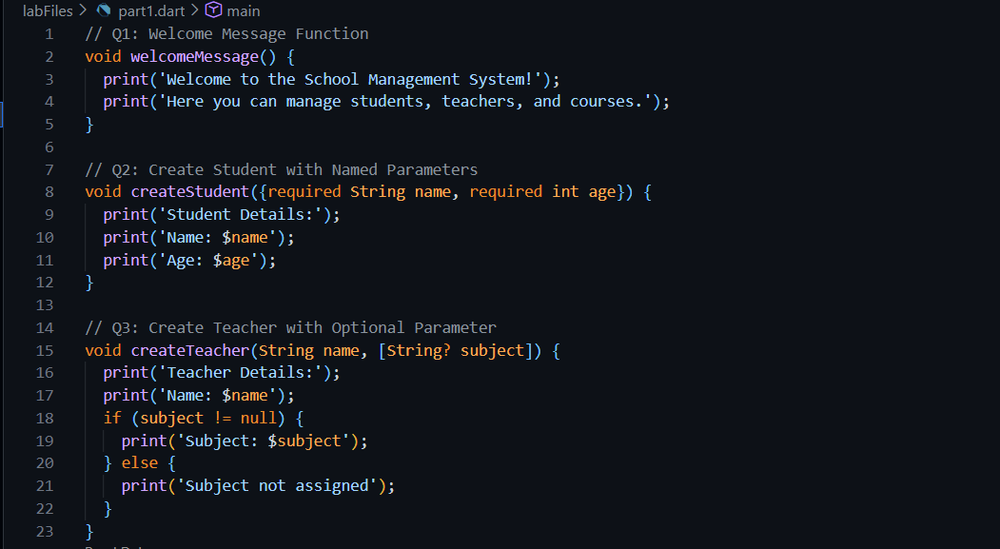 labFiles > part1.dart > main
1 // Q1: Welcome Message Function
2 void welcomeMessage() {
3   print('Welcome to the School Management System!');
4   print('Here you can manage students, teachers, and courses.');
5 }
6
7 // Q2: Create Student with Named Parameters
8 void createStudent({required String name, required int age}) {
9   print('Student Details:');
10   print('Name: $name');
11   print('Age: $age');
12 }
13
14 // Q3: Create Teacher with Optional Parameter
15 void createTeacher(String name, [String? subject]) {
16   print('Teacher Details:');
17   print('Name: $name');
18   if (subject != null) {
19     print('Subject: $subject');
20   } else {
21     print('Subject not assigned');
22   }
23 }